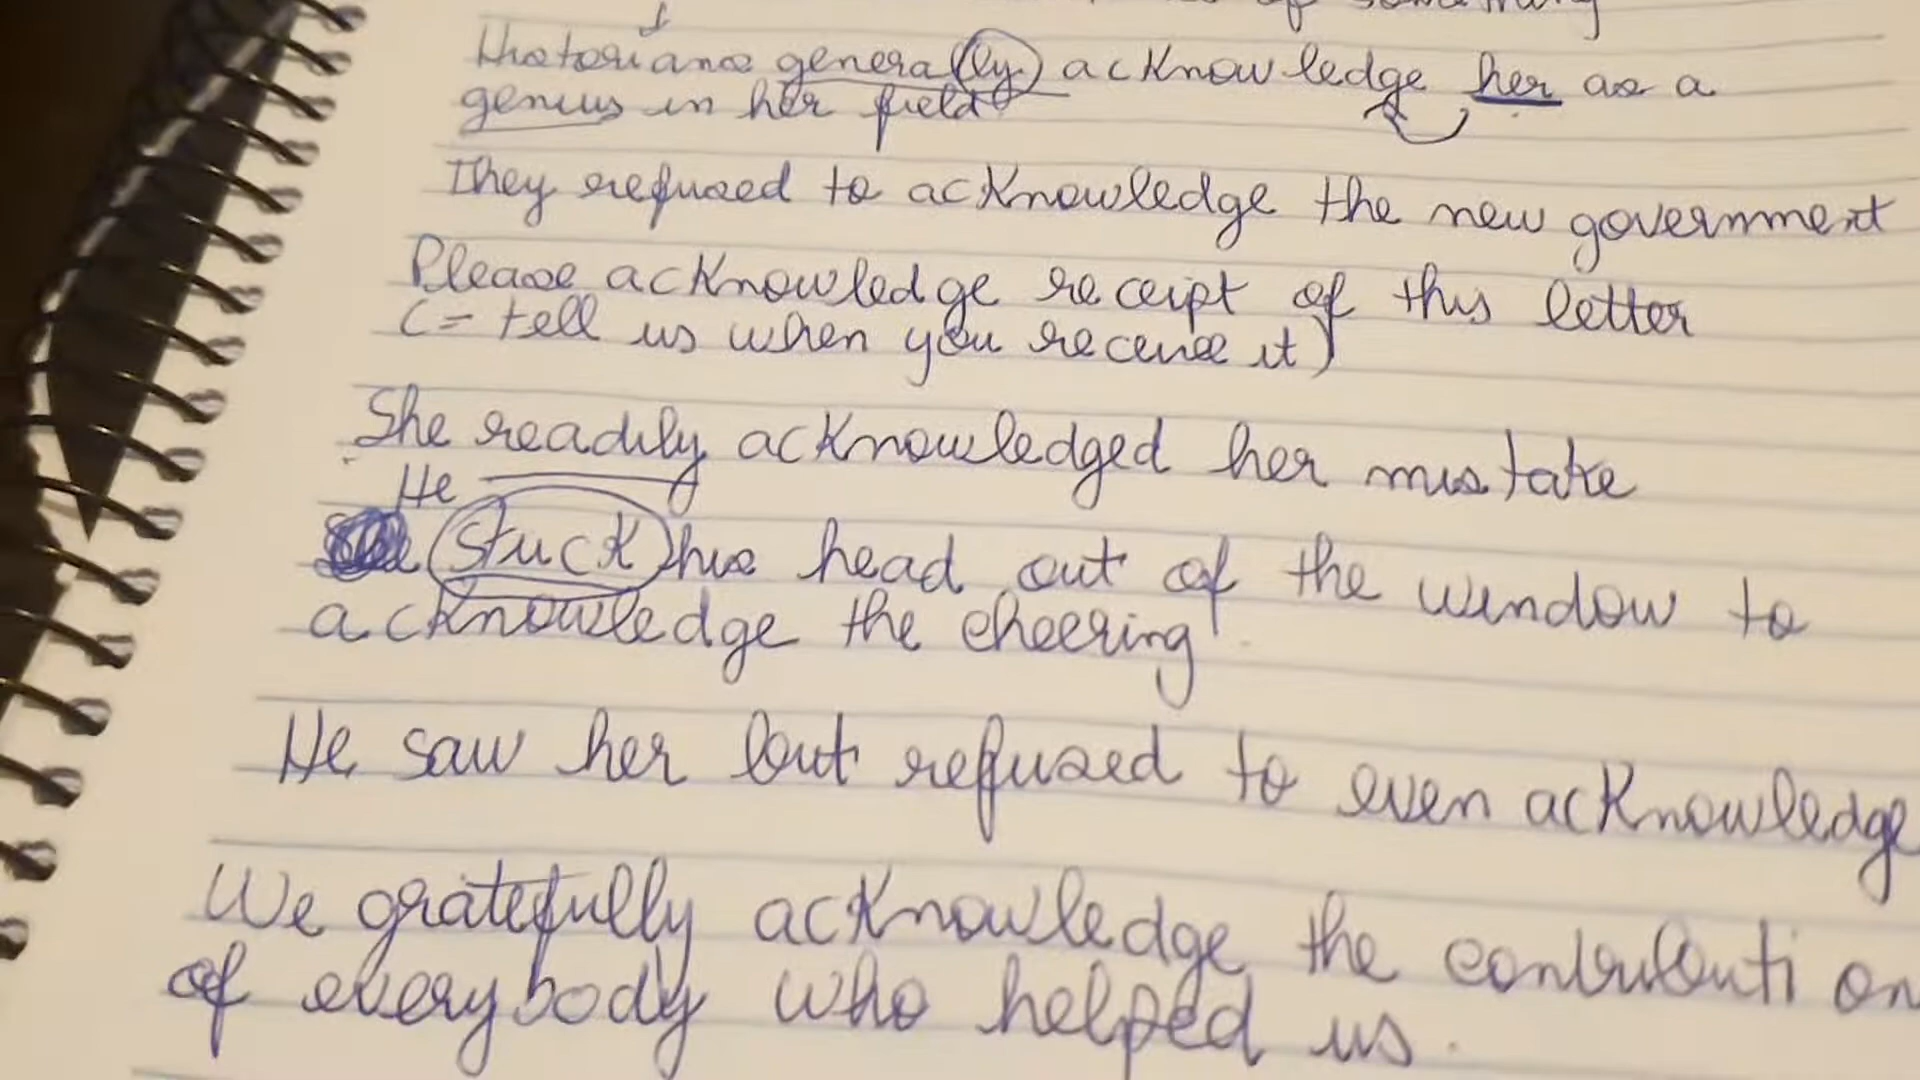 of something
Historians generally acknowledge her as a
genius in her field
They refused to acknowledge the new government
Please acknowledge receipt of this letter
(= tell us when you receive it)
She readily acknowledged her mistake
He
stuck his head out of the window to
acknowledge the cheering
He saw her but refused to even acknowledge
We gratefully acknowledge the contribution
of everybody who helped us.